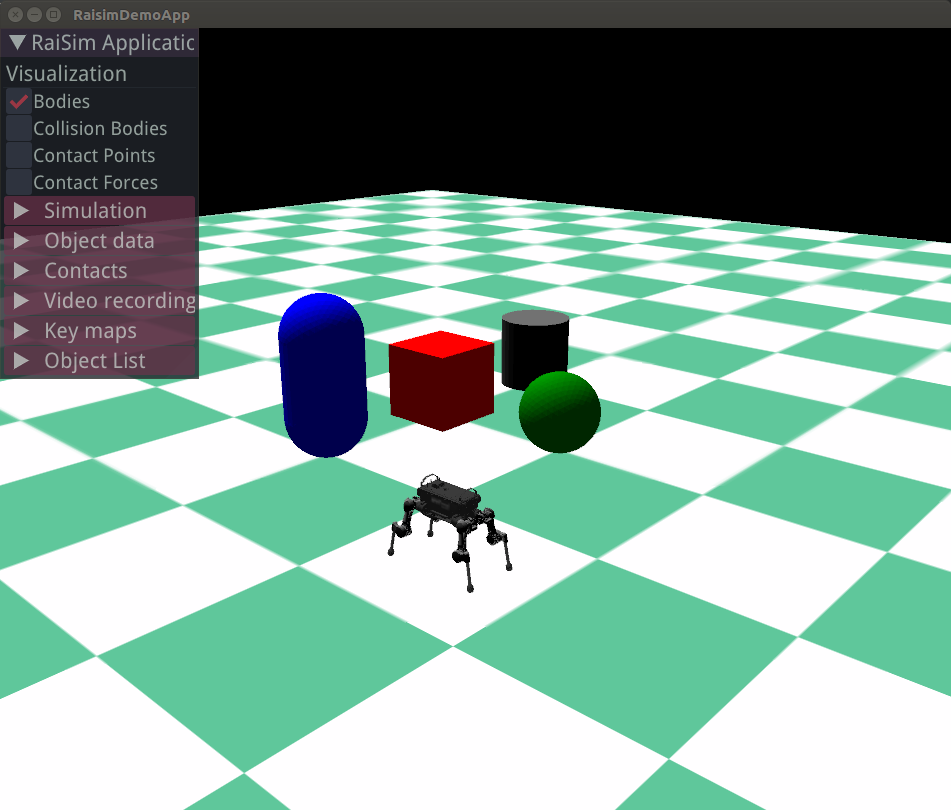 RaisimDemoApp
RaiSim Applicatic
Visualization
Bodies
Collision Bodies
Contact Points
Contact Forces
Simulation
Object data
Contacts
Video recording
Key maps
Object List